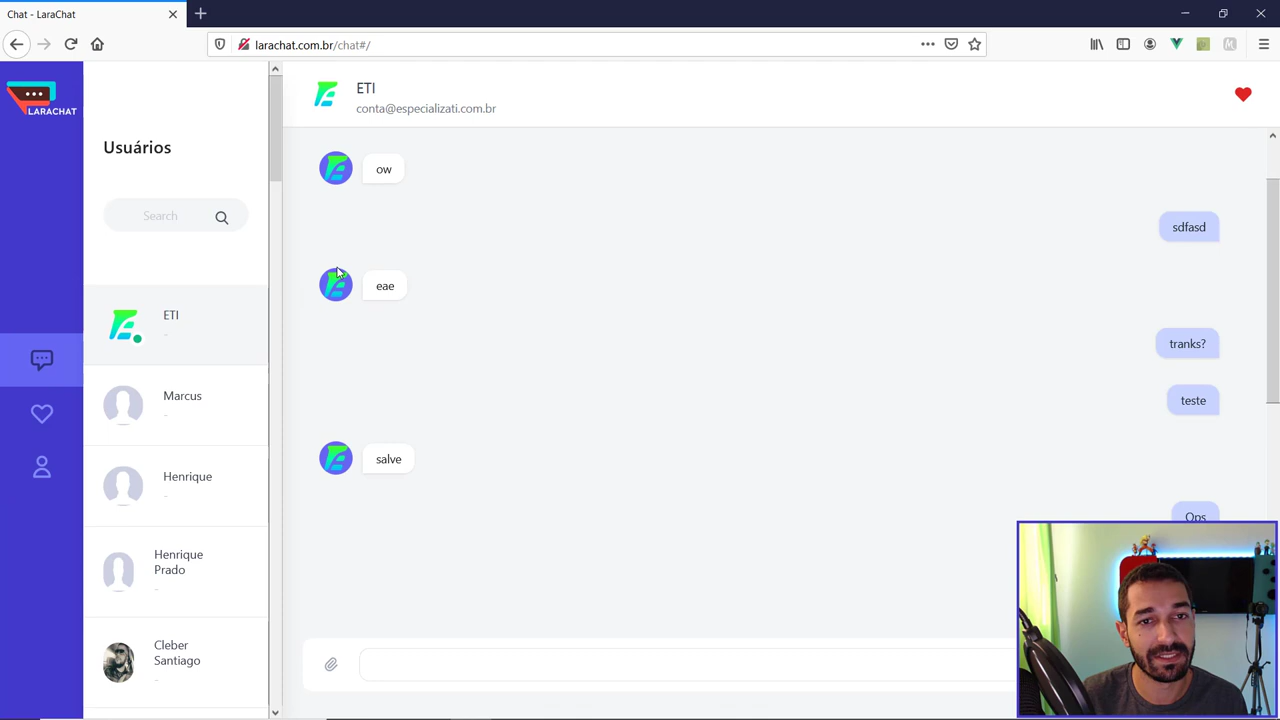 Chat - LaraChat
larachat.com.br/chat#/
LARACHAT
Usuários
Search
ETI
-
Marcus
-
Henrique
-
Henrique
Prado
-
Cleber
Santiago
-
ETI
conta@especializati.com.br
ow
sdfasd
eae
tranks?
teste
salve
Ops